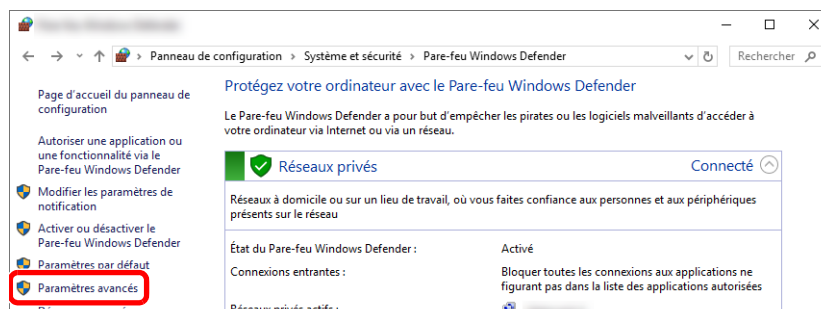 Panneau de configuration > Système et sécurité > Pare-feu Windows Defender
Rechercher
Page d'accueil du panneau de
configuration
Autoriser une application ou
une fonctionnalité via le
Pare-feu Windows Defender
Modifier les paramètres de
notification
Activer ou désactiver le
Pare-feu Windows Defender
Paramètres par défaut
Paramètres avancés
Protégez votre ordinateur avec le Pare-feu Windows Defender
Le Pare-feu Windows Defender a pour but d'empêcher les pirates ou les logiciels malveillants d'accéder à
votre ordinateur via Internet ou via un réseau.
Réseaux privés
Connecté
Réseaux à domicile ou sur un lieu de travail, où vous faites confiance aux personnes et aux périphériques
présents sur le réseau
État du Pare-feu Windows Defender :
Activé
Connexions entrantes :
Bloquer toutes les connexions aux applications ne
figurant pas dans la liste des applications autorisées
Réseaux privés actifs :